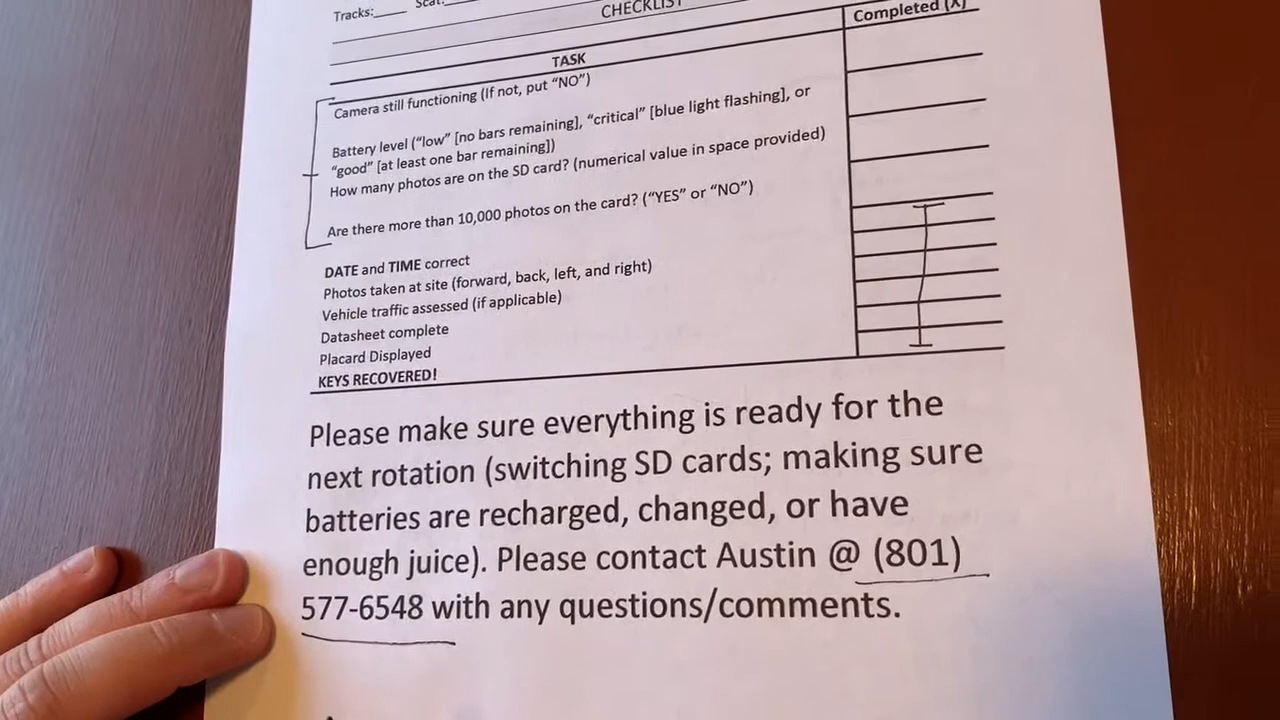 Tracks:_____ Scat:_____
CHECKLIST
TASK
Completed (X)
Camera still functioning (If not, put “NO”)
Battery level (“low” [no bars remaining], “critical” [blue light flashing], or
“good” [at least one bar remaining])
How many photos are on the SD card? (numerical value in space provided)
Are there more than 10,000 photos on the card? (“YES” or “NO”)
DATE and TIME correct
Photos taken at site (forward, back, left, and right)
Vehicle traffic assessed (if applicable)
Datasheet complete
Placard Displayed
KEYS RECOVERED!
Please make sure everything is ready for the
next rotation (switching SD cards; making sure
batteries are recharged, changed, or have
enough juice). Please contact Austin @ (801)
577-6548 with any questions/comments.